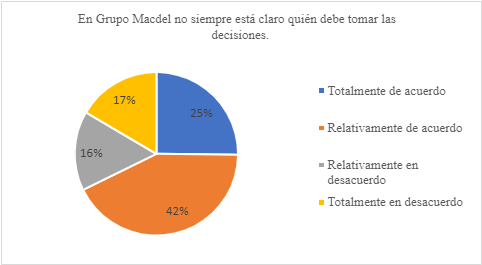 En Grupo Macdel no siempre está claro quién debe tomar las
decisiones.
17%
25%
16%
42%
Totalmente de acuerdo
Relativamente de acuerdo
Relativamente en
desacuerdo
Totalmente en desacuerdo